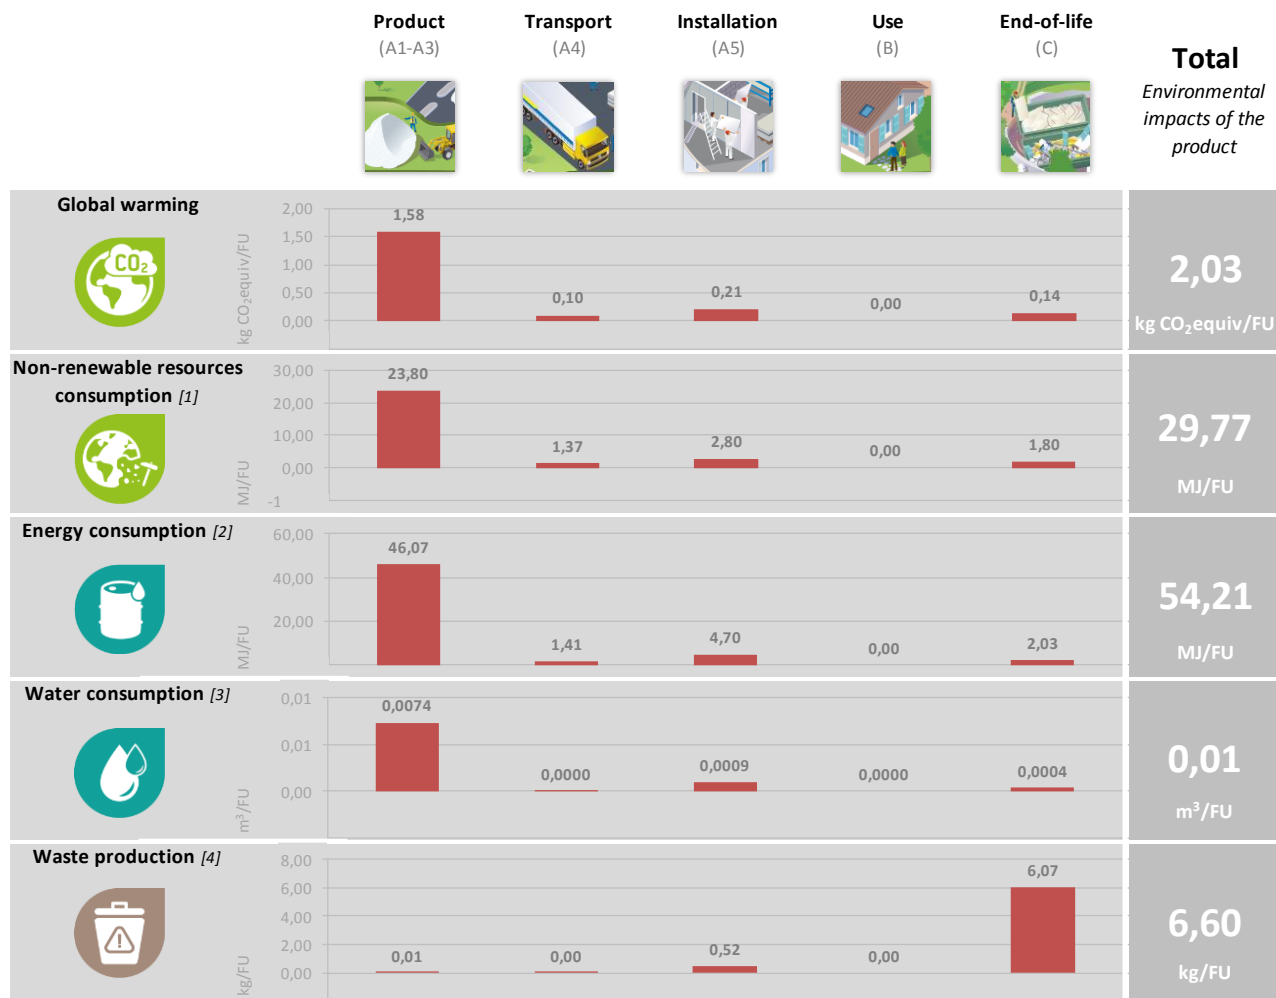 Product
(A1-A3)
Transport
(A4)
Installation
(A5)
Use
(B)
End-of-life
(C)
Total
Environmental
impacts of the
product
Global warming
CO2
kg CO2equiv/FU
2,00
1,50
1,00
0,50
0,00
1,58
0,10
0,21
0,00
0,14
2,03
kg CO2equiv/FU
Non-renewable resources
consumption [1]
MJ/FU
30,00
20,00
10,00
0,00
-1
23,80
1,37
2,80
0,00
1,80
29,77
MJ/FU
Energy consumption [2]
MJ/FU
60,00
40,00
20,00
46,07
1,41
4,70
0,00
2,03
54,21
MJ/FU
Water consumption [3]
m³/FU
0,01
0,01
0,00
0,0074
0,0000
0,0009
0,0000
0,0004
0,01
m³/FU
Waste production [4]
kg/FU
8,00
6,00
4,00
2,00
0,00
0,01
0,00
0,52
0,00
6,07
6,60
kg/FU